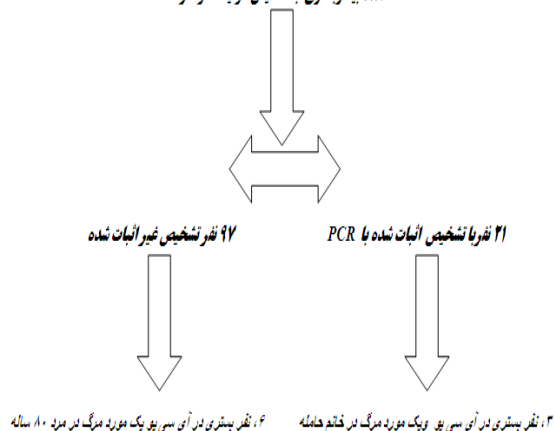 ۲۱ نفر با تشخیص اثبات شده با PCR
۹۷ نفر تشخیص غیر اثبات شده
۳، نفر بستری در آی سی یو ویک مورد مرگ در خانم حامله
۶، نفر بستری در آی سی یو یک مورد مرگ در مرد ۸۰ ساله